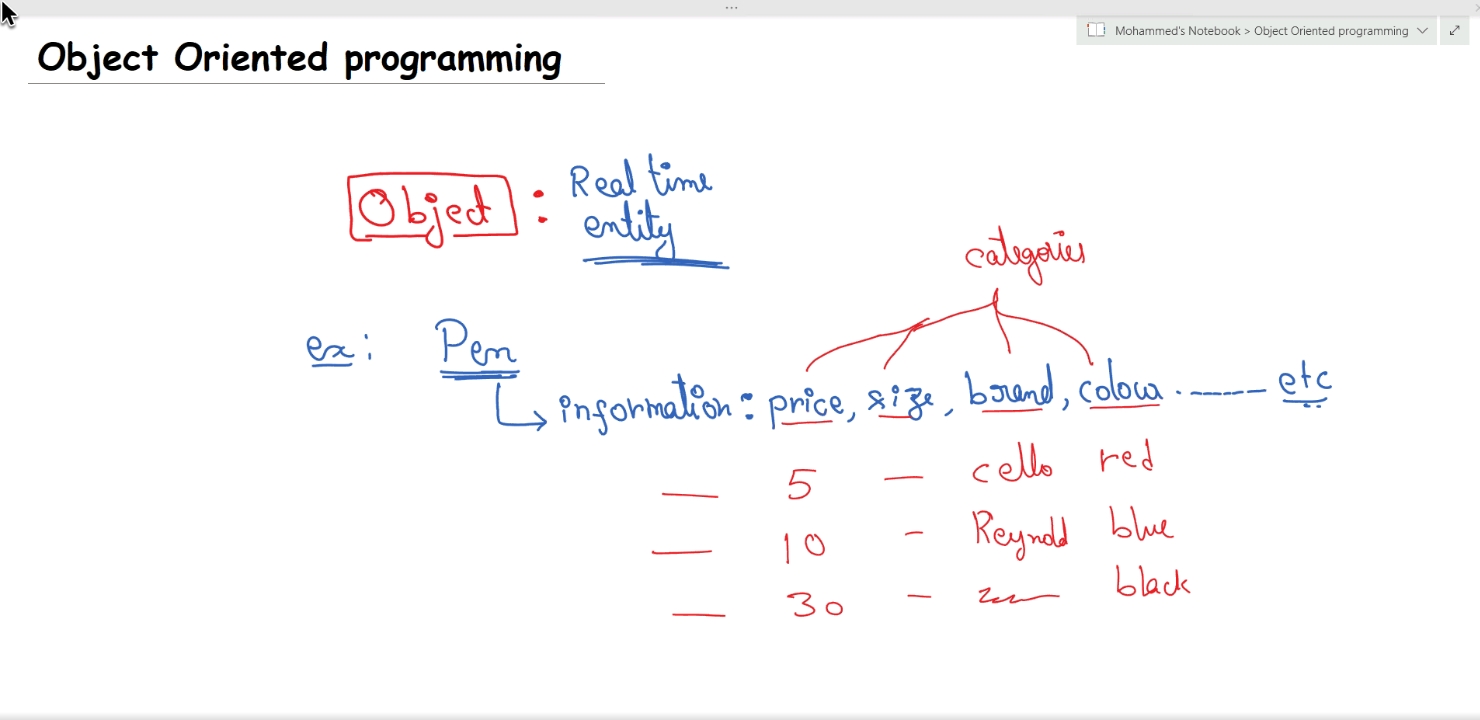 Mohammed's Notebook > Object Oriented programming
Object Oriented programming
Object : Real time
entity
categories
ex: Pen
information: price, size, brand, colour ------ etc
— 5 — cello red
— 10 - Reynold blue
— 30 - black